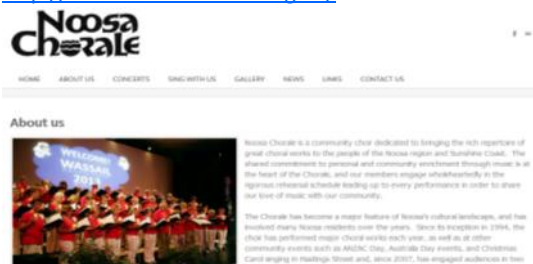 Noosa
Chorale
HOME ABOUT US CONCERTS SING WITH US GALLERY NEWS LINKS CONTACT US
About us
WELCOME
WASSAIL
2013
Noosa Chorale is a community choir dedicated to bringing the rich repertoire of
great choral works to the people of the Noosa region and Sunshine Coast. The
shared commitment to personal and community enrichment through music is at
the heart of the Chorale, and our members engage wholeheartedly in the
rigorous rehearsal schedule leading up to every performance in order to share
our love of music with our community.
The Chorale has become a major feature of Noosa's cultural landscape, and has
involved many Noosa residents over the years. Since its inception in 1994, the
choir has performed major choral works each year, as well as at other
community events such as ANZAC Day, Australia Day events, and Christmas
Carol singing in Hastings Street and, since 2007, has engaged audiences in two